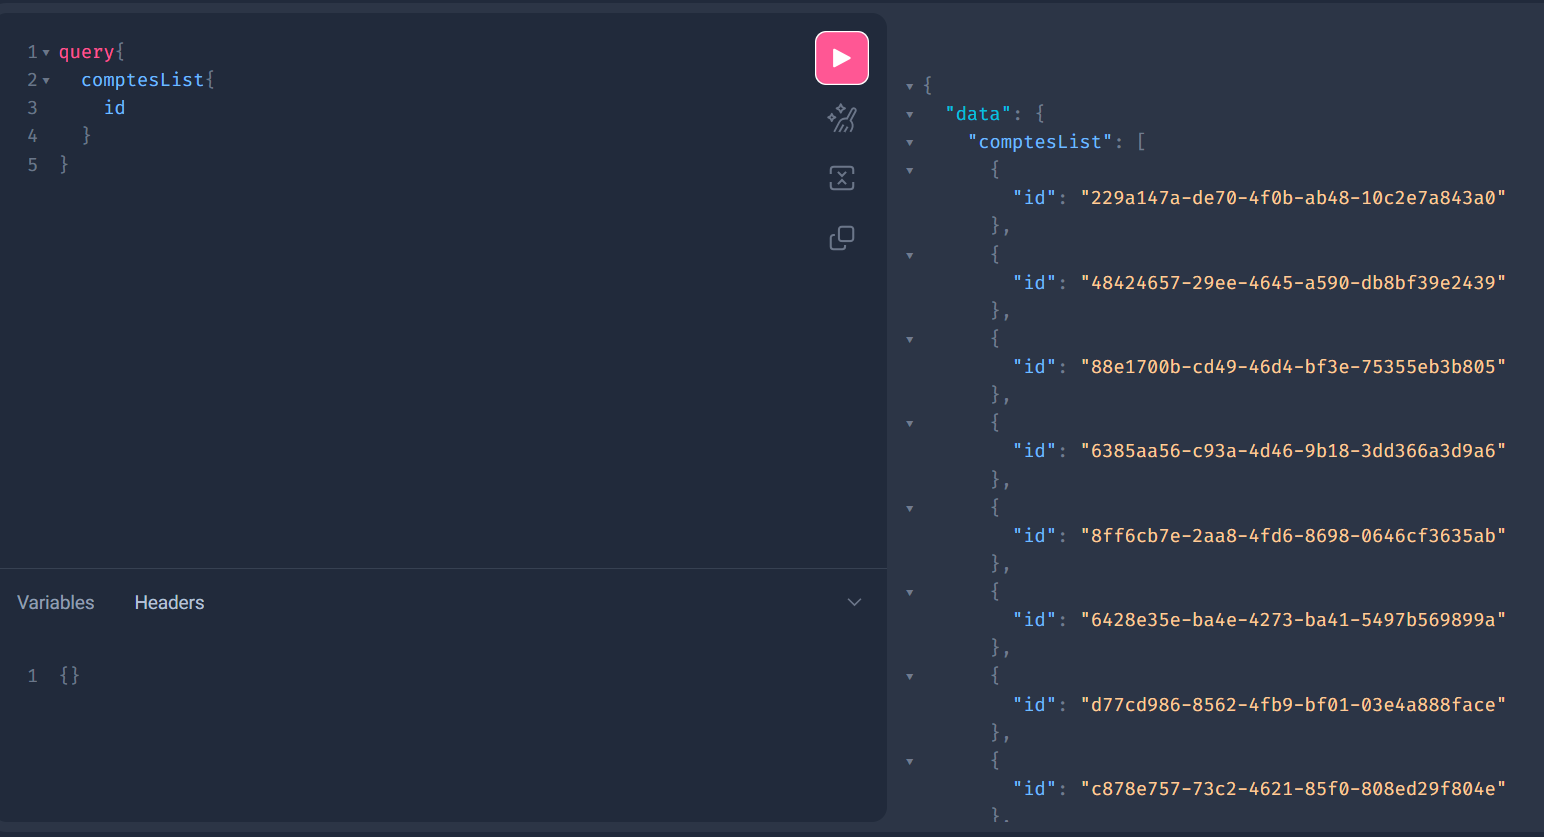 1 query{
2 comptesList{
3 id
4 }
5 }
Variables Headers
1 {}
{
"data": {
"comptesList": [
{
"id": "229a147a-de70-4f0b-ab48-10c2e7a843a0"
},
{
"id": "48424657-29ee-4645-a590-db8bf39e2439"
},
{
"id": "88e1700b-cd49-46d4-bf3e-75355eb3b805"
},
{
"id": "6385aa56-c93a-4d46-9b18-3dd366a3d9a6"
},
{
"id": "8ff6cb7e-2aa8-4fd6-8698-0646cf3635ab"
},
{
"id": "6428e35e-ba4e-4273-ba41-5497b569899a"
},
{
"id": "d77cd986-8562-4fb9-bf01-03e4a888face"
},
{
"id": "c878e757-73c2-4621-85f0-808ed29f804e"
},